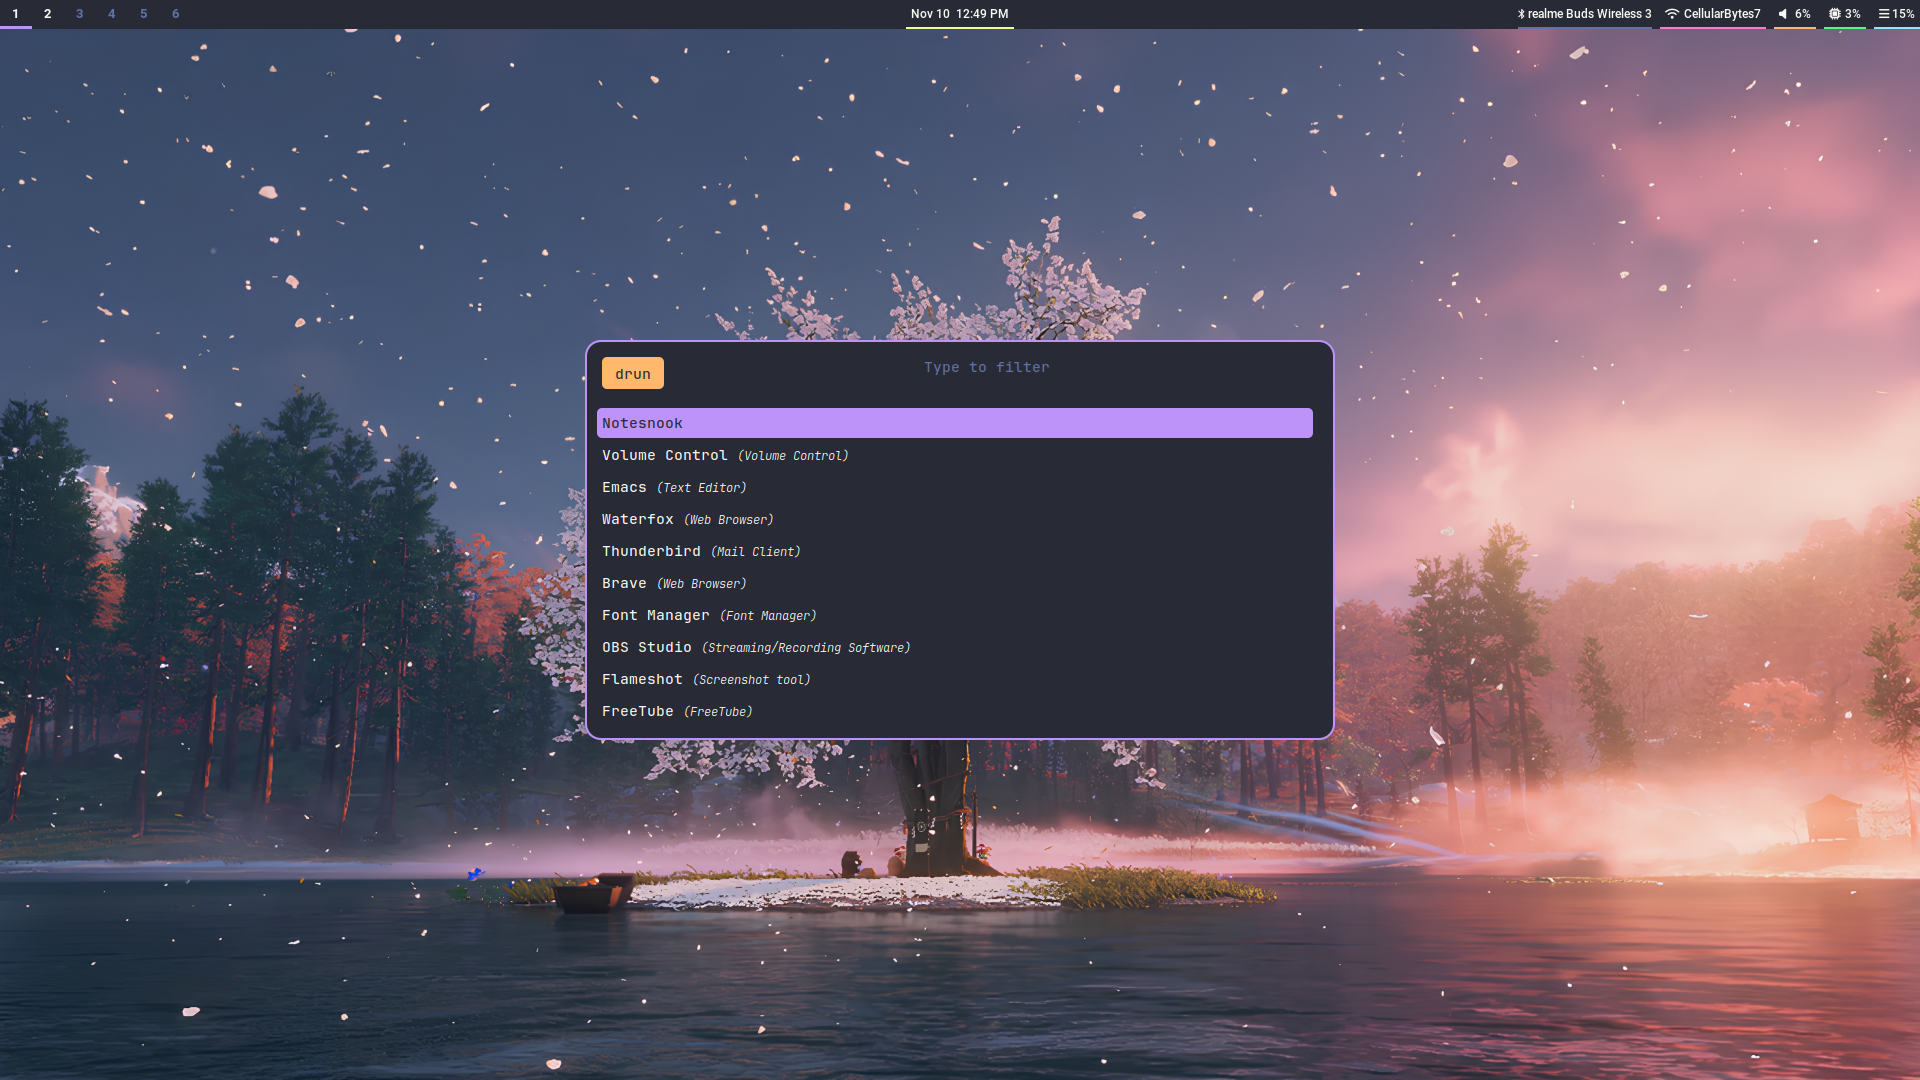 1 2 3 4 5 6
Nov 10 12:49 PM
realme Buds Wireless 3 CellularBytes7 6% 3% 15%
drun Type to filter
Notesnook
Volume Control (Volume Control)
Emacs (Text Editor)
Waterfox (Web Browser)
Thunderbird (Mail Client)
Brave (Web Browser)
Font Manager (Font Manager)
OBS Studio (Streaming/Recording Software)
Flameshot (Screenshot tool)
FreeTube (FreeTube)